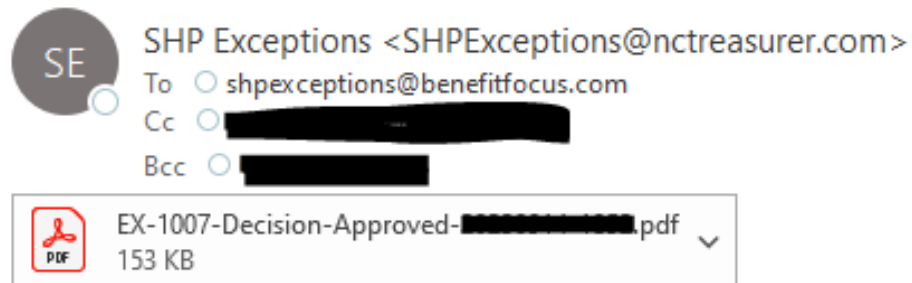 SE
SHP Exceptions <SHPExceptions@nctreasurer.com>
To shpexceptions@benefitfocus.com
Cc
Bcc
PDF
EX-1007-Decision-Approved- .pdf
153 KB